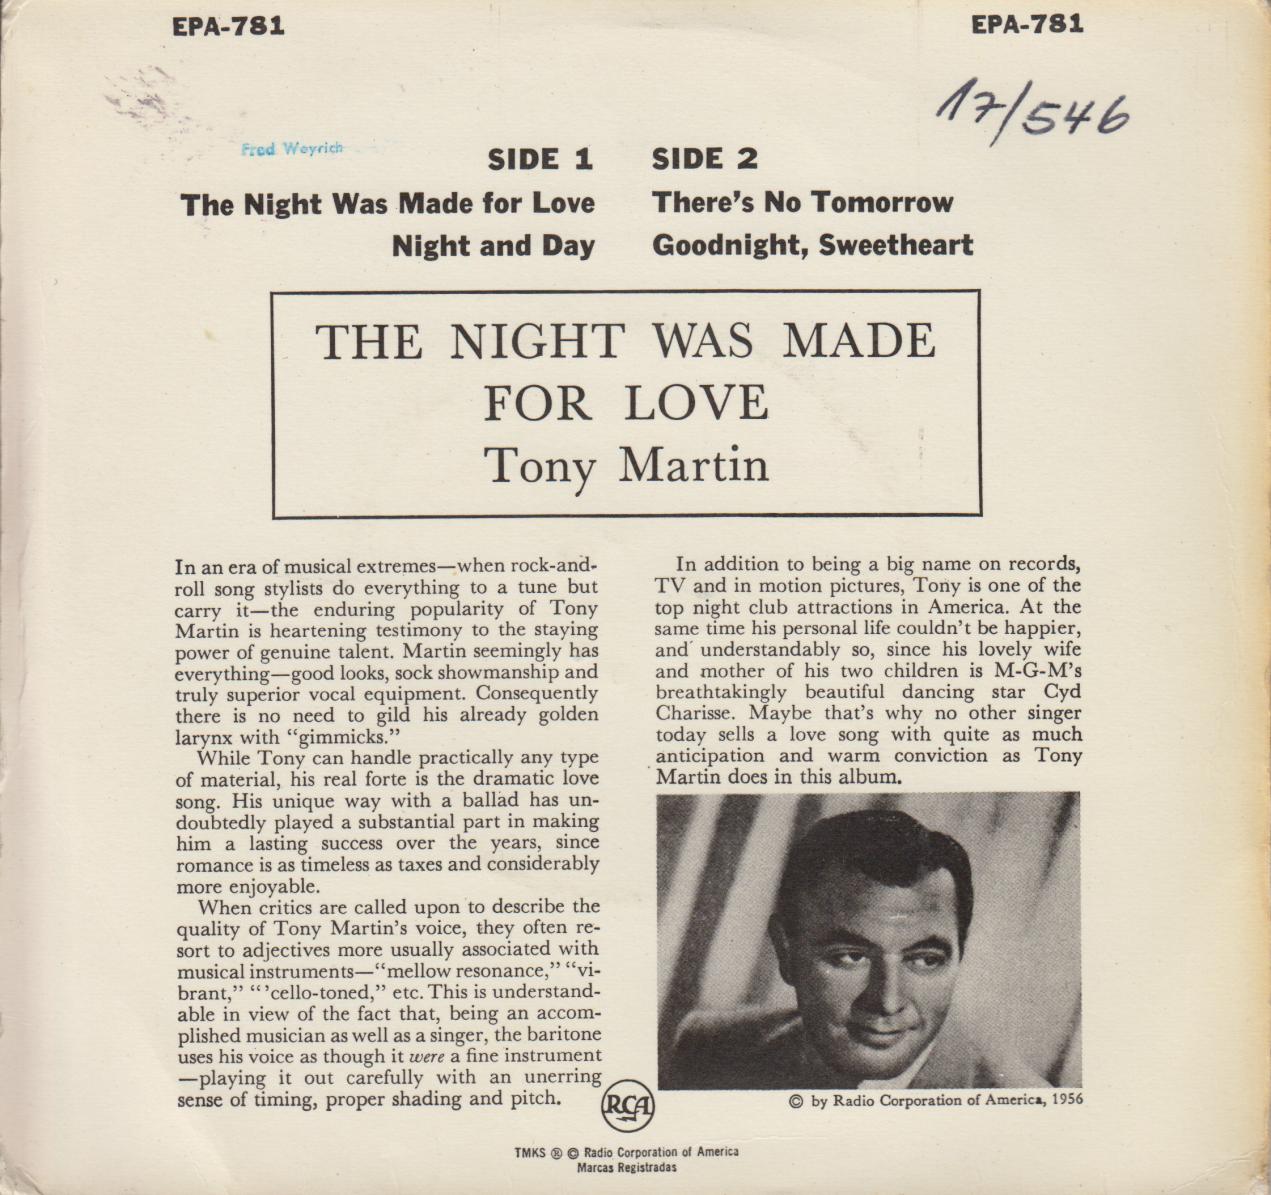 EPA-781
EPA-781
17/546
Fred Weyrich
SIDE 1
The Night Was Made for Love
Night and Day
SIDE 2
There's No Tomorrow
Goodnight, Sweetheart
THE NIGHT WAS MADE
FOR LOVE
Tony Martin
In an era of musical extremes—when rock-and-
roll song stylists do everything to a tune but
carry it—the enduring popularity of Tony
Martin is heartening testimony to the staying
power of genuine talent. Martin seemingly has
everything—good looks, sock showmanship and
truly superior vocal equipment. Consequently
there is no need to gild his already golden
larynx with “gimmicks.”
While Tony can handle practically any type
of material, his real forte is the dramatic love
song. His unique way with a ballad has un-
doubtedly played a substantial part in making
him a lasting success over the years, since
romance is as timeless as taxes and considerably
more enjoyable.
When critics are called upon to describe the
quality of Tony Martin's voice, they often re-
sort to adjectives more usually associated with
musical instruments—“mellow resonance,” “vi-
brant,” “ 'cello-toned,” etc. This is understand-
able in view of the fact that, being an accom-
plished musician as well as a singer, the baritone
uses his voice as though it were a fine instrument
—playing it out carefully with an unerring
sense of timing, proper shading and pitch.
In addition to being a big name on records,
TV and in motion pictures, Tony is one of the
top night club attractions in America. At the
same time his personal life couldn't be happier,
and understandably so, since his lovely wife
and mother of his two children is M-G-M's
breathtakingly beautiful dancing star Cyd
Charisse. Maybe that's why no other singer
today sells a love song with quite as much
anticipation and warm conviction as Tony
Martin does in this album.
© by Radio Corporation of America, 1956
RCA
TMKS ® © Radio Corporation of America
Marcas Registradas